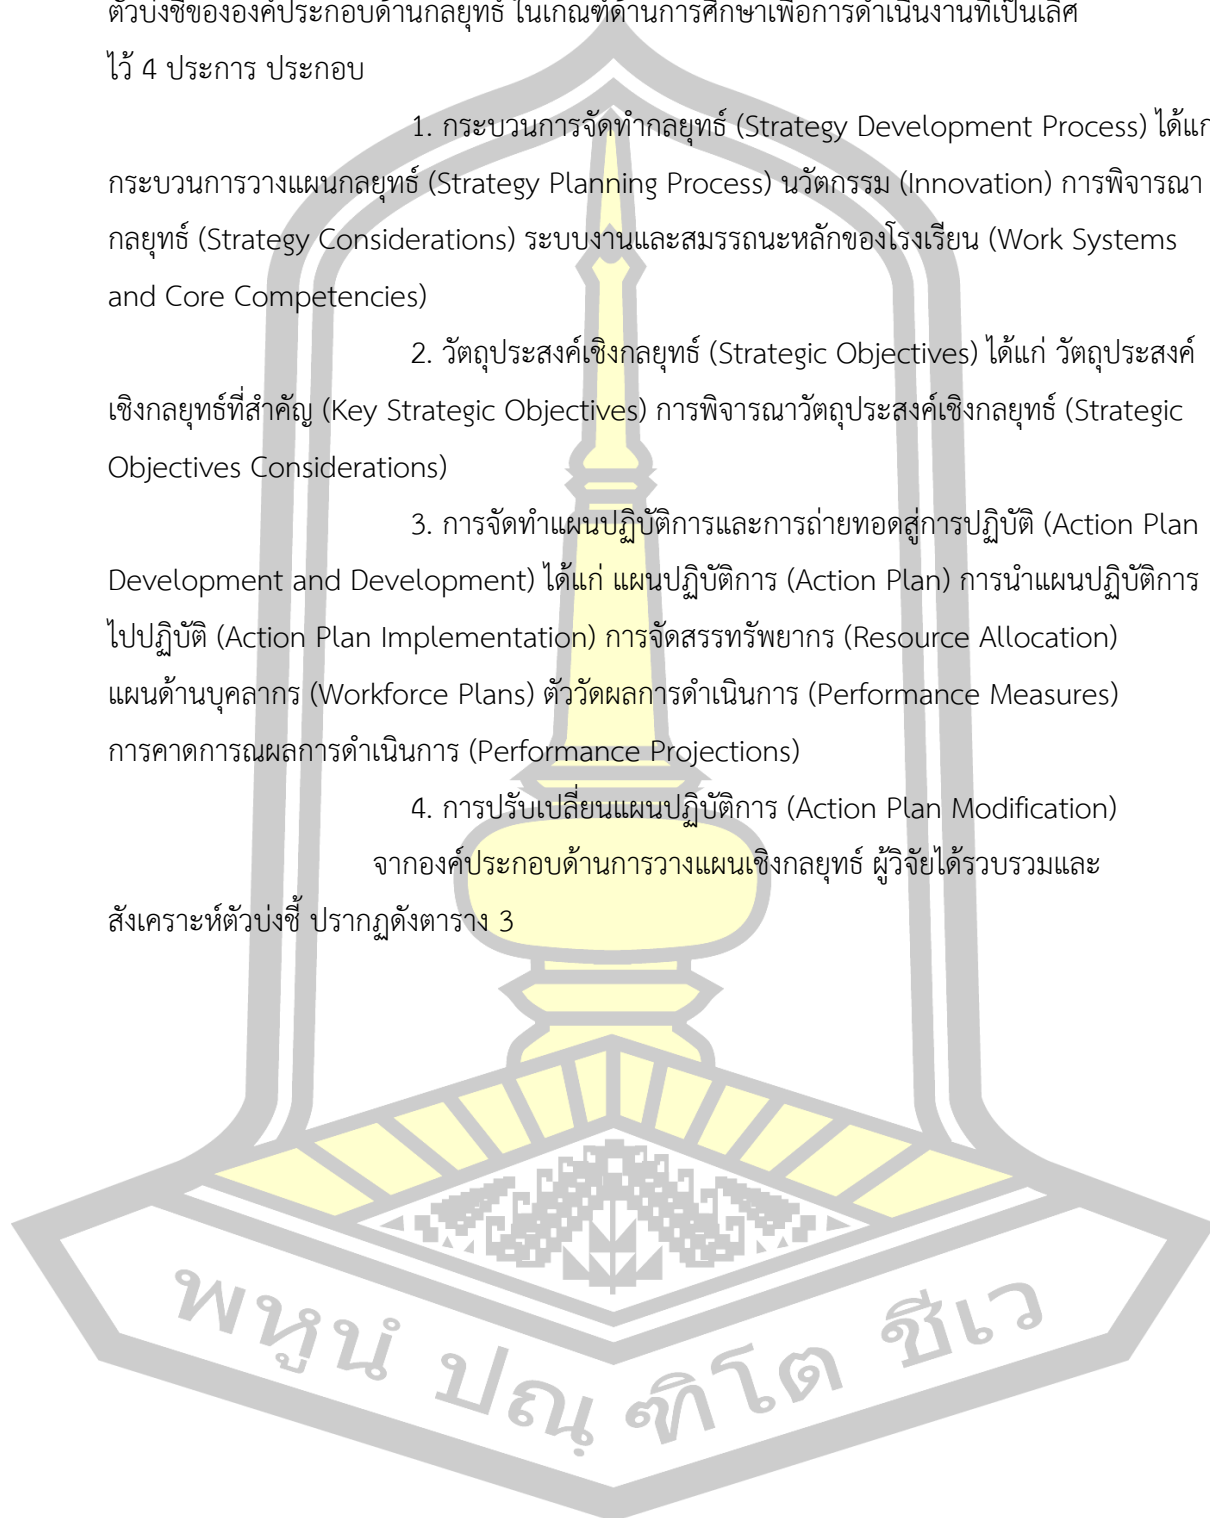 ตัวบ่งชี้ขององค์ประกอบด้านกลยุทธ์ ในเกณฑ์ด้านการศึกษาเพื่อการดำเนินงานที่เป็นเลิศ
ไว้ 4 ประการ ประกอบ
1. กระบวนการจัดทำกลยุทธ์ (Strategy Development Process) ได้แก่
กระบวนการวางแผนกลยุทธ์ (Strategy Planning Process) นวัตกรรม (Innovation) การพิจารณา
กลยุทธ์ (Strategy Considerations) ระบบงานและสมรรถนะหลักของโรงเรียน (Work Systems
and Core Competencies)
2. วัตถุประสงค์เชิงกลยุทธ์ (Strategic Objectives) ได้แก่ วัตถุประสงค์
เชิงกลยุทธ์ที่สำคัญ (Key Strategic Objectives) การพิจารณาวัตถุประสงค์เชิงกลยุทธ์ (Strategic
Objectives Considerations)
3. การจัดทำแผนปฏิบัติการและการถ่ายทอดสู่การปฏิบัติ (Action Plan
Development and Development) ได้แก่ แผนปฏิบัติการ (Action Plan) การนำแผนปฏิบัติการ
ไปปฏิบัติ (Action Plan Implementation) การจัดสรรทรัพยากร (Resource Allocation)
แผนด้านบุคลากร (Workforce Plans) ตัววัดผลการดำเนินการ (Performance Measures)
การคาดการณผลการดำเนินการ (Performance Projections)
4. การปรับเปลี่ยนแผนปฏิบัติการ (Action Plan Modification)
จากองค์ประกอบด้านการวางแผนเชิงกลยุทธ์ ผู้วิจัยได้รวบรวมและ
สังเคราะห์ตัวบ่งชี้ ปรากฏดังตาราง 3
พหูนํ ปณฺฑิโต ชีเว